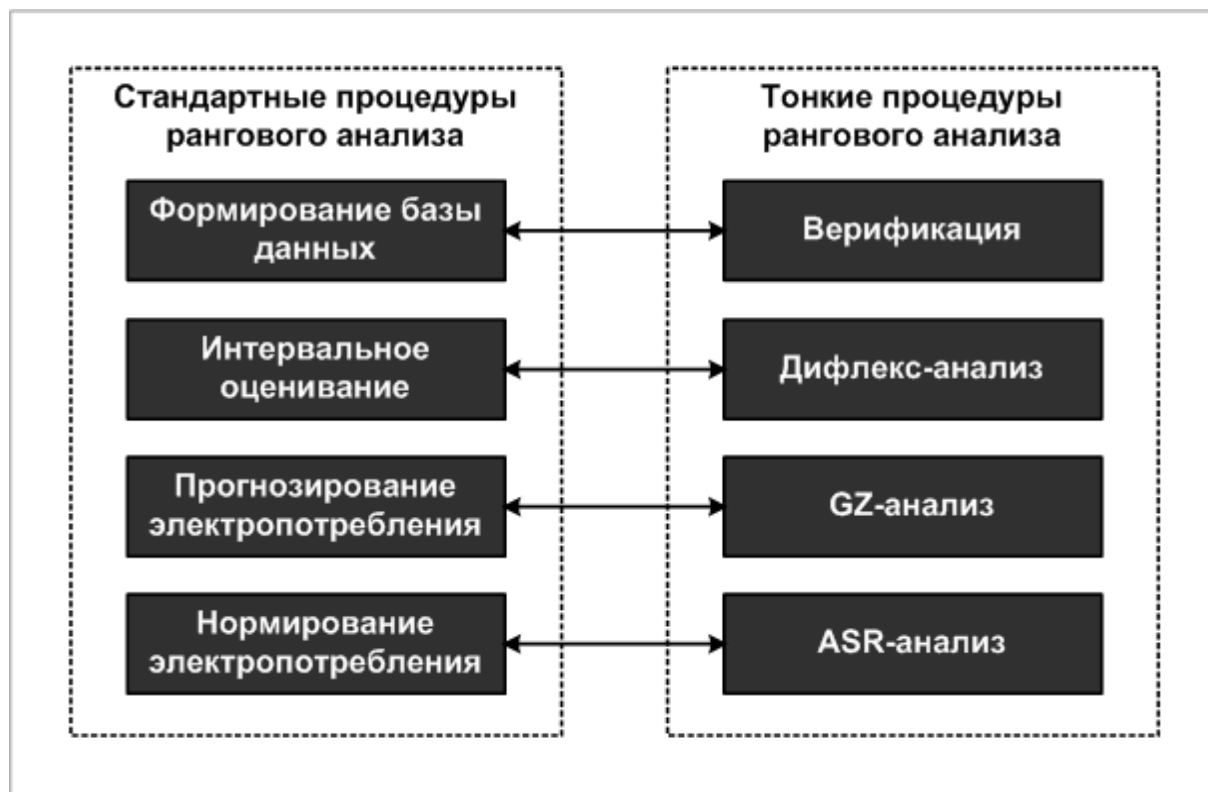 Стандартные процедуры
рангового анализа
Формирование базы
данных
Интервальное
оценивание
Прогнозирование
электропотребления
Нормирование
электропотребления
Тонкие процедуры
рангового анализа
Верификация
Дифлекс-анализ
GZ-анализ
ASR-анализ